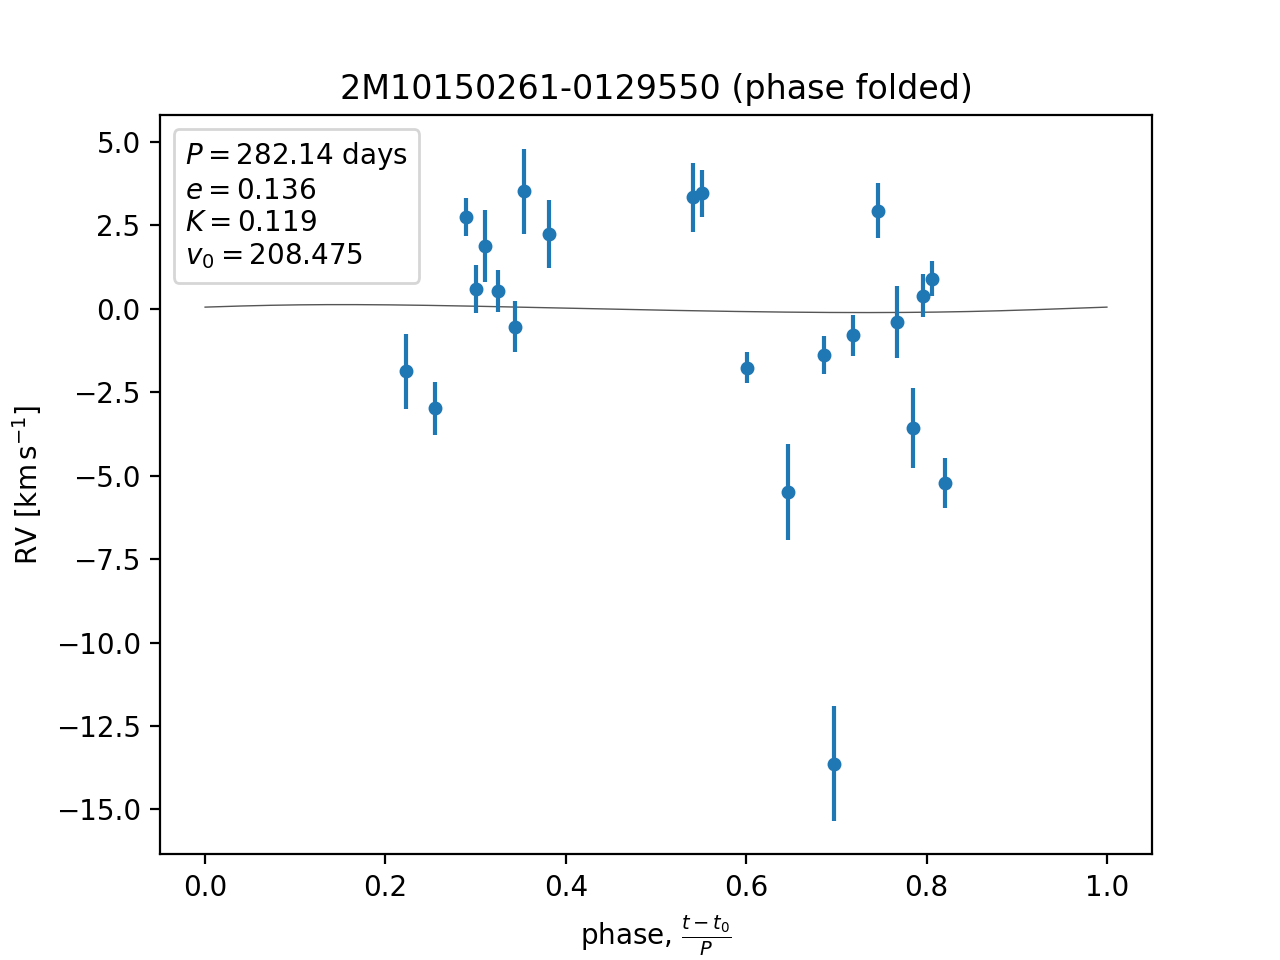 2M10150261-0129550 (phase folded)
P = 282.14 days
e = 0.136
K = 0.119
v₀ = 208.475
5.0
2.5
0.0
−2.5
−5.0
−7.5
−10.0
−12.5
−15.0
RV [km s⁻¹]
0.0 0.2 0.4 0.6 0.8 1.0
phase, (t − t₀)/P